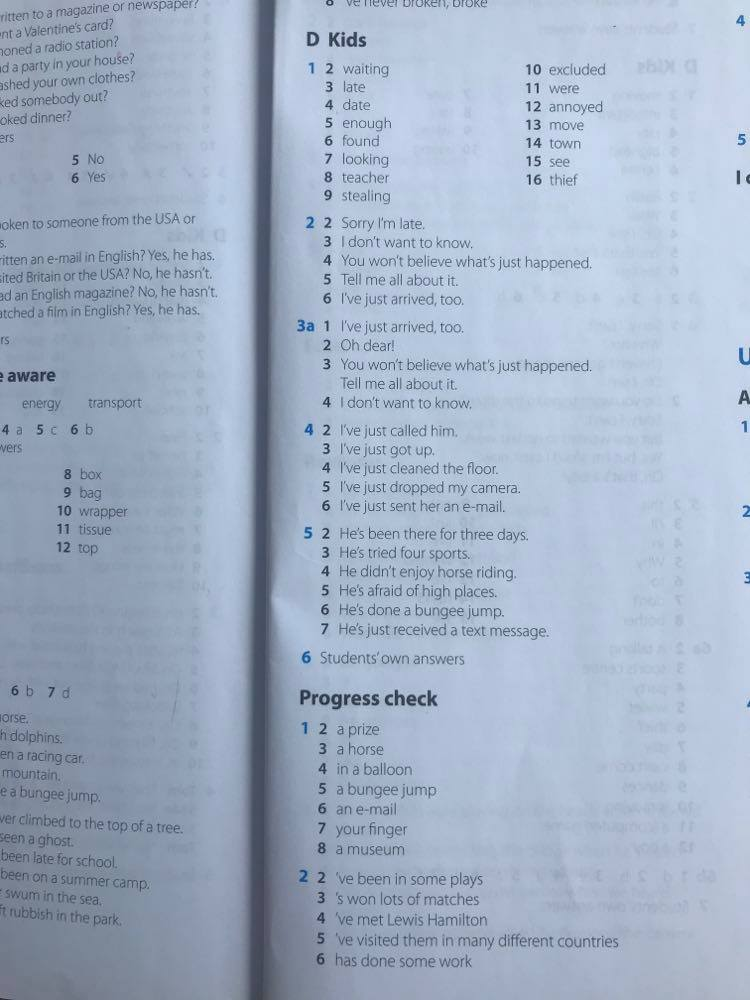 ritten to a magazine or newspaper?
nt a Valentine's card?
honed a radio station?
d a party in your house?
ashed your own clothes?
ked somebody out?
oked dinner?
ers
5 No
6 Yes
oken to someone from the USA or
s.
ritten an e-mail in English? Yes, he has.
sited Britain or the USA? No, he hasn't.
ad an English magazine? No, he hasn't.
atched a film in English? Yes, he has.
rs
e aware
energy transport
4 a 5 c 6 b
wers
8 box
9 bag
10 wrapper
11 tissue
12 top
6 b 7 d
orse.
h dolphins.
en a racing car.
mountain.
e a bungee jump.
ver climbed to the top of a tree.
seen a ghost.
been late for school.
been on a summer camp.
swum in the sea.
ft rubbish in the park.
8 've never broken, broke
D Kids
1 2 waiting
3 late
4 date
5 enough
6 found
7 looking
8 teacher
9 stealing
10 excluded
11 were
12 annoyed
13 move
14 town
15 see
16 thief
2 2 Sorry I'm late.
3 I don't want to know.
4 You won't believe what's just happened.
5 Tell me all about it.
6 I've just arrived, too.
3a 1 I've just arrived, too.
2 Oh dear!
3 You won't believe what's just happened.
Tell me all about it.
4 I don't want to know.
4 2 I've just called him.
3 I've just got up.
4 I've just cleaned the floor.
5 I've just dropped my camera.
6 I've just sent her an e-mail.
5 2 He's been there for three days.
3 He's tried four sports.
4 He didn't enjoy horse riding.
5 He's afraid of high places.
6 He's done a bungee jump.
7 He's just received a text message.
6 Students' own answers
Progress check
1 2 a prize
3 a horse
4 in a balloon
5 a bungee jump
6 an e-mail
7 your finger
8 a museum
2 2 've been in some plays
3 's won lots of matches
4 've met Lewis Hamilton
5 've visited them in many different countries
6 has done some work
4
5
I
U
A
1
2
3